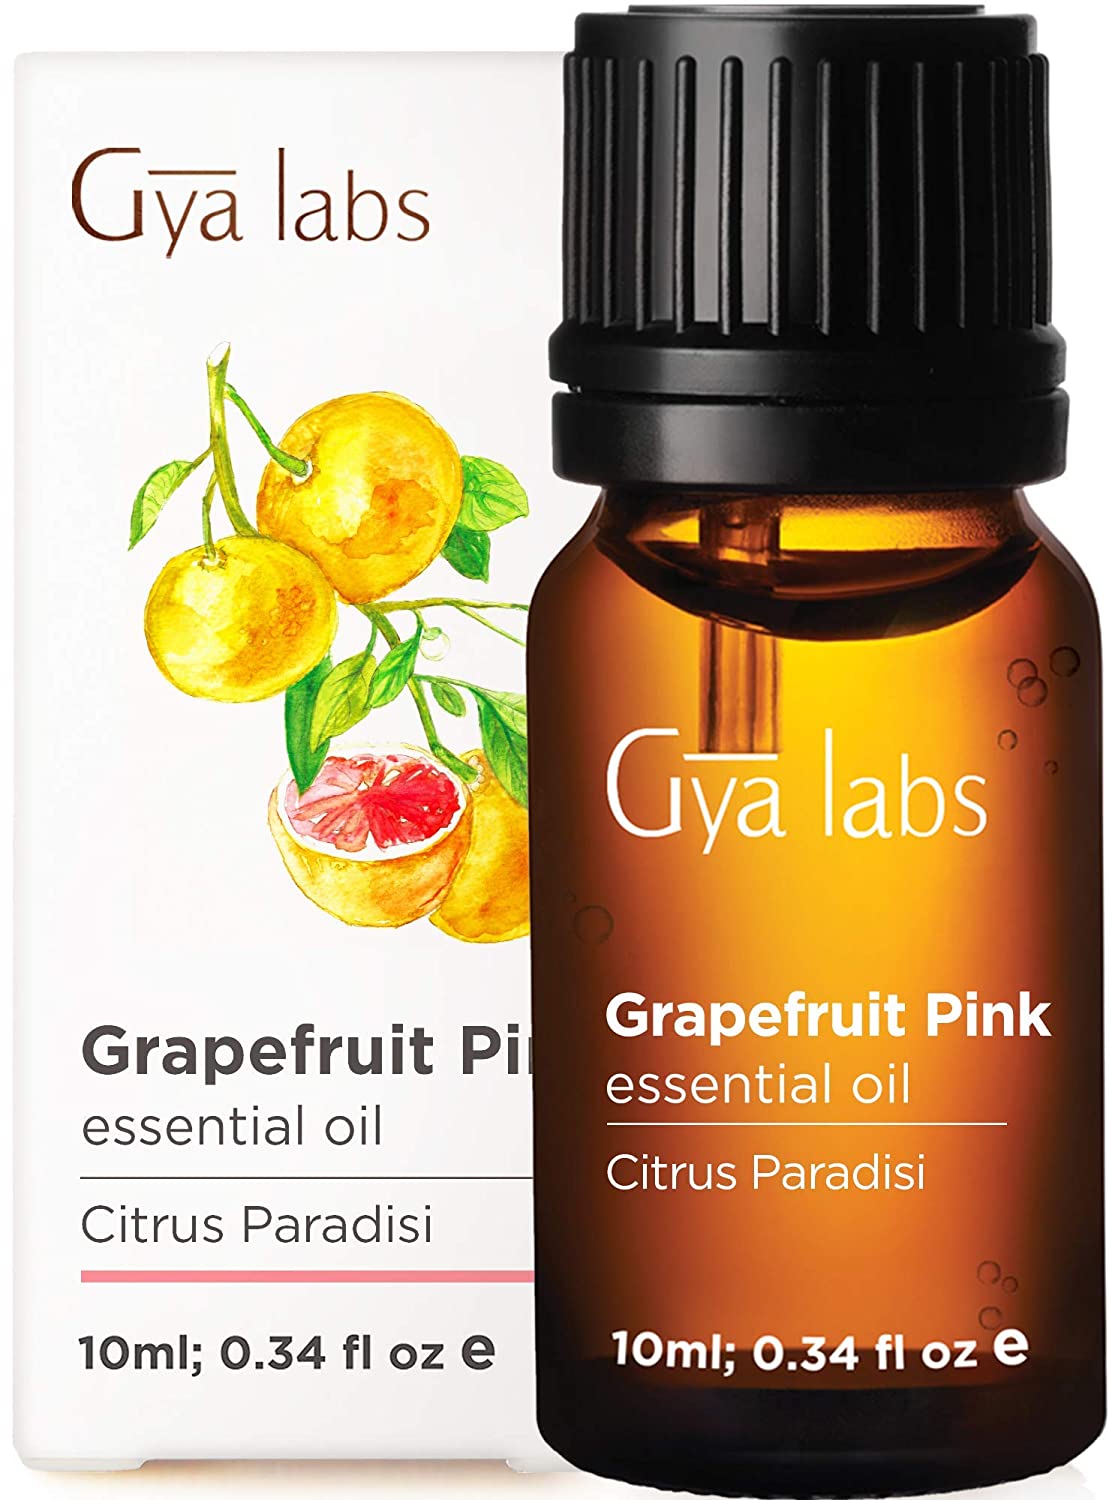 Gya labs
Grapefruit Pi
essential oil
Citrus Paradisi
10ml; 0.34 fl oz e
Gya labs
Grapefruit Pink
essential oil
Citrus Paradisi
10ml; 0.34 fl oz e